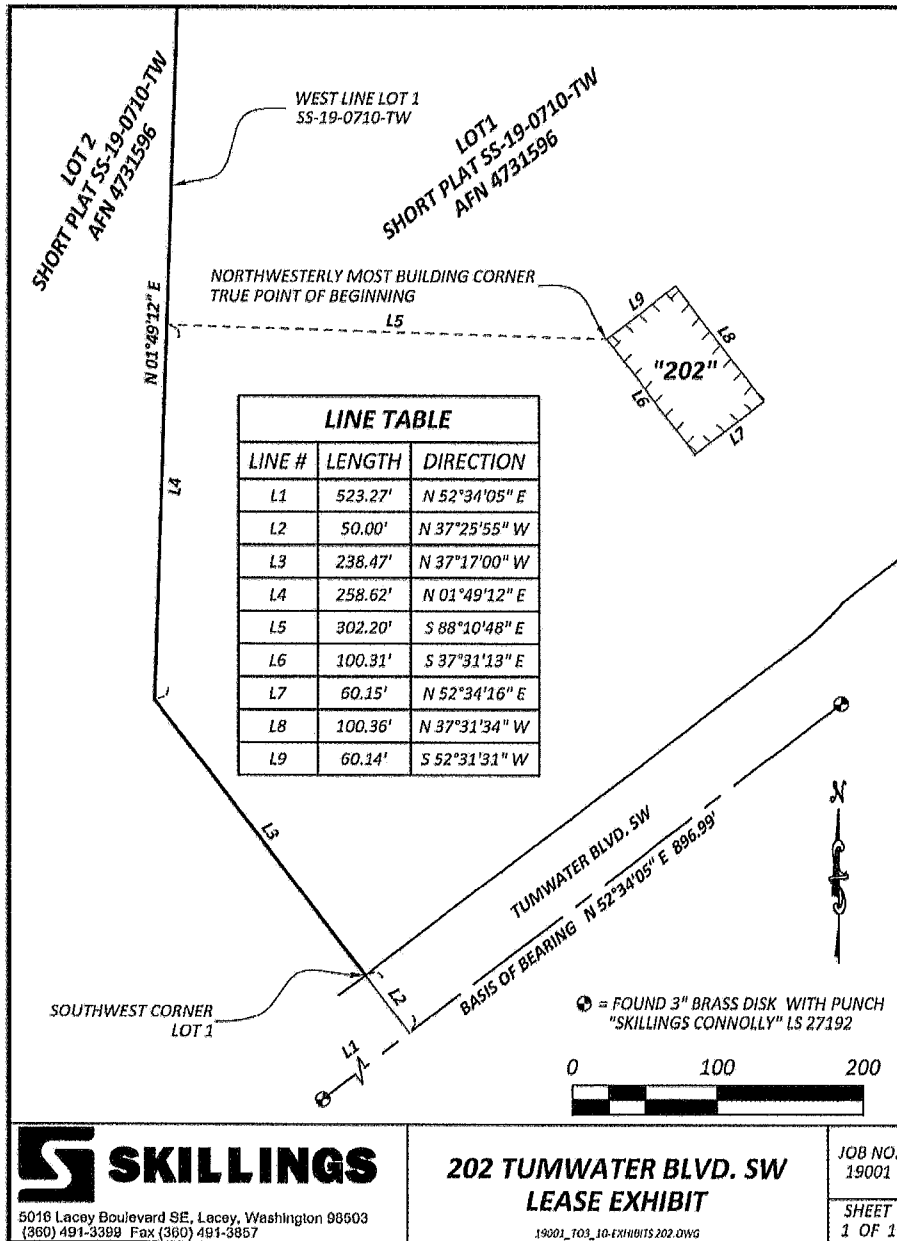 LOT 2
SHORT PLAT SS-19-0710-TW
AFN 4731596
WEST LINE LOT 1
SS-19-0710-TW
LOT1
SHORT PLAT SS-19-0710-TW
AFN 4731596
NORTHWESTERLY MOST BUILDING CORNER
TRUE POINT OF BEGINNING
L5
L9
L8
"202"
L6
L7
N 01°49'12" E
L4
LINE TABLE
LINE # LENGTH DIRECTION
L1 523.27' N 52°34'05" E
L2 50.00' N 37°25'55" W
L3 238.47' N 37°17'00" W
L4 258.62' N 01°49'12" E
L5 302.20' S 88°10'48" E
L6 100.31' S 37°31'13" E
L7 60.15' N 52°34'16" E
L8 100.36' N 37°31'34" W
L9 60.14' S 52°31'31" W
L3
TUMWATER BLVD. SW
BASIS OF BEARING N 52°34'05" E 896.99'
N
SOUTHWEST CORNER
LOT 1
L2
L1
= FOUND 3" BRASS DISK WITH PUNCH
"SKILLINGS CONNOLLY" LS 27192
0 100 200
SKILLINGS
5016 Lacey Boulevard SE, Lacey, Washington 98503
(360) 491-3399 Fax (360) 491-3857
202 TUMWATER BLVD. SW
LEASE EXHIBIT
19001_TO3_10-EXHIBITS 202.DWG
JOB NO.
19001
SHEET
1 OF 1